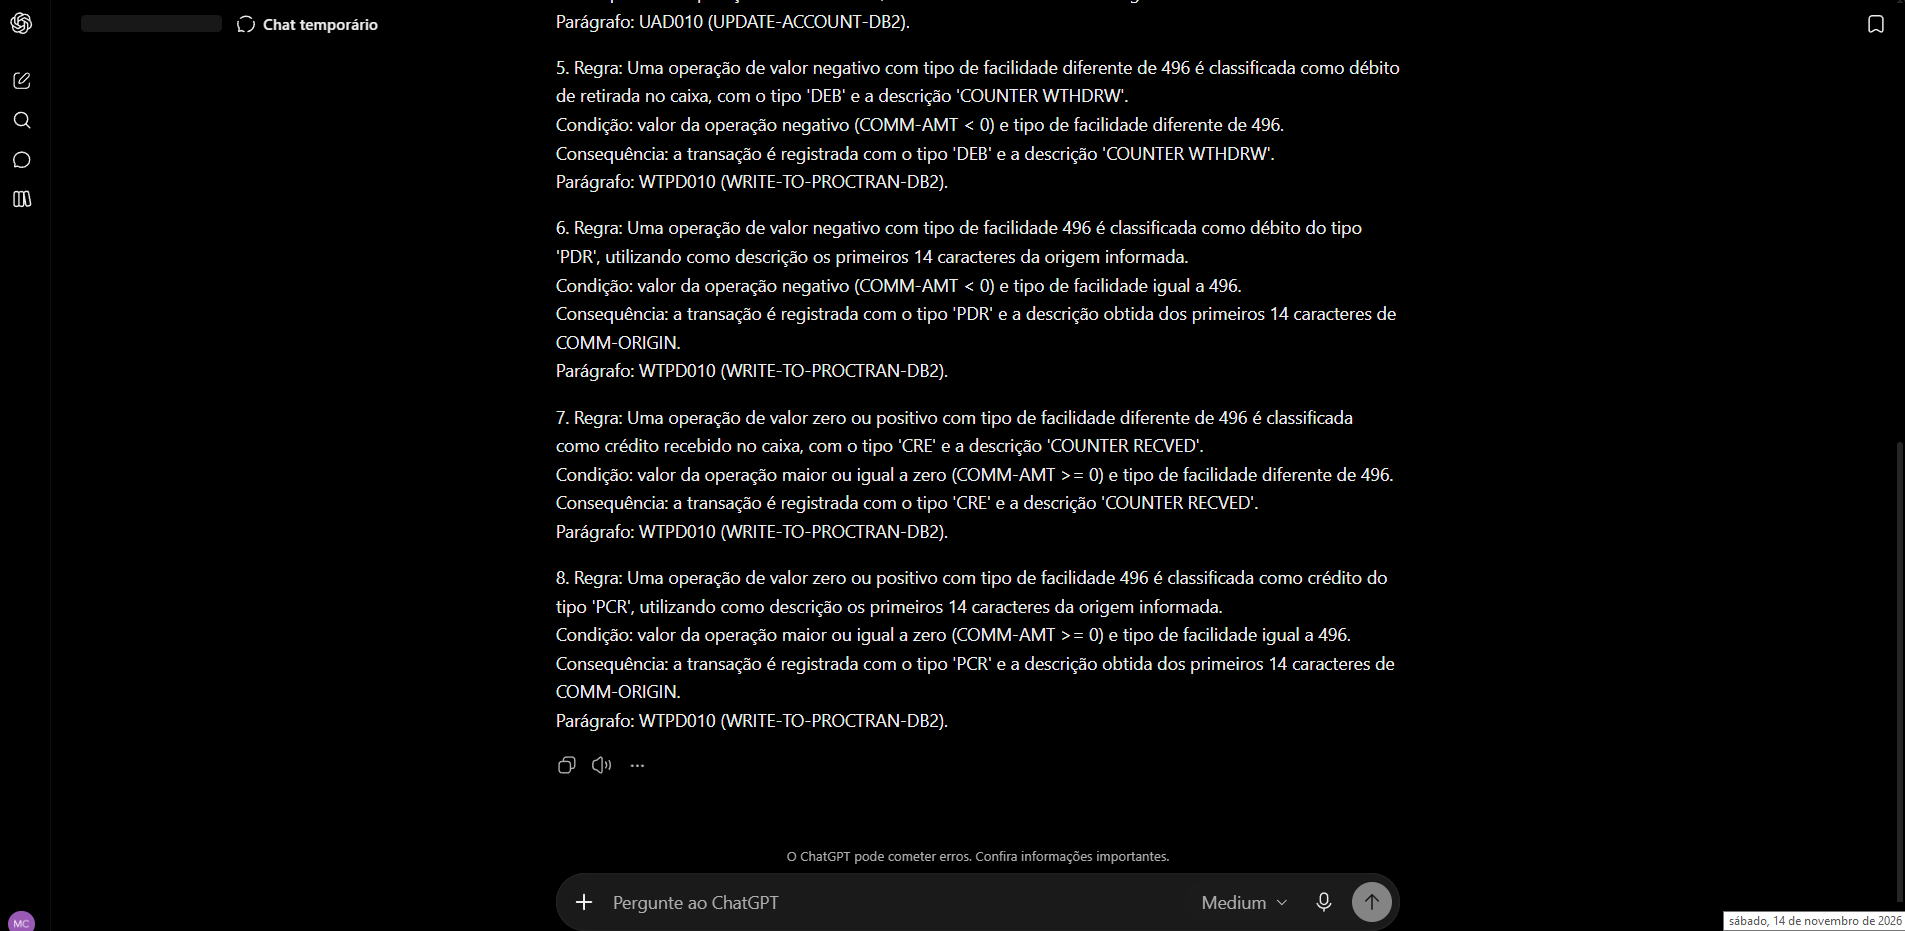 Chat temporário
Parágrafo: UAD010 (UPDATE-ACCOUNT-DB2).
5. Regra: Uma operação de valor negativo com tipo de facilidade diferente de 496 é classificada como débito
de retirada no caixa, com o tipo 'DEB' e a descrição 'COUNTER WTHDRW'.
Condição: valor da operação negativo (COMM-AMT < 0) e tipo de facilidade diferente de 496.
Consequência: a transação é registrada com o tipo 'DEB' e a descrição 'COUNTER WTHDRW'.
Parágrafo: WTPD010 (WRITE-TO-PROCTRAN-DB2).
6. Regra: Uma operação de valor negativo com tipo de facilidade 496 é classificada como débito do tipo
'PDR', utilizando como descrição os primeiros 14 caracteres da origem informada.
Condição: valor da operação negativo (COMM-AMT < 0) e tipo de facilidade igual a 496.
Consequência: a transação é registrada com o tipo 'PDR' e a descrição obtida dos primeiros 14 caracteres de
COMM-ORIGIN.
Parágrafo: WTPD010 (WRITE-TO-PROCTRAN-DB2).
7. Regra: Uma operação de valor zero ou positivo com tipo de facilidade diferente de 496 é classificada
como crédito recebido no caixa, com o tipo 'CRE' e a descrição 'COUNTER RECVED'.
Condição: valor da operação maior ou igual a zero (COMM-AMT >= 0) e tipo de facilidade diferente de 496.
Consequência: a transação é registrada com o tipo 'CRE' e a descrição 'COUNTER RECVED'.
Parágrafo: WTPD010 (WRITE-TO-PROCTRAN-DB2).
8. Regra: Uma operação de valor zero ou positivo com tipo de facilidade 496 é classificada como crédito do
tipo 'PCR', utilizando como descrição os primeiros 14 caracteres da origem informada.
Condição: valor da operação maior ou igual a zero (COMM-AMT >= 0) e tipo de facilidade igual a 496.
Consequência: a transação é registrada com o tipo 'PCR' e a descrição obtida dos primeiros 14 caracteres de
COMM-ORIGIN.
Parágrafo: WTPD010 (WRITE-TO-PROCTRAN-DB2).
O ChatGPT pode cometer erros. Confira informações importantes.
Pergunte ao ChatGPT
Medium
MC
sábado, 14 de novembro de 2026